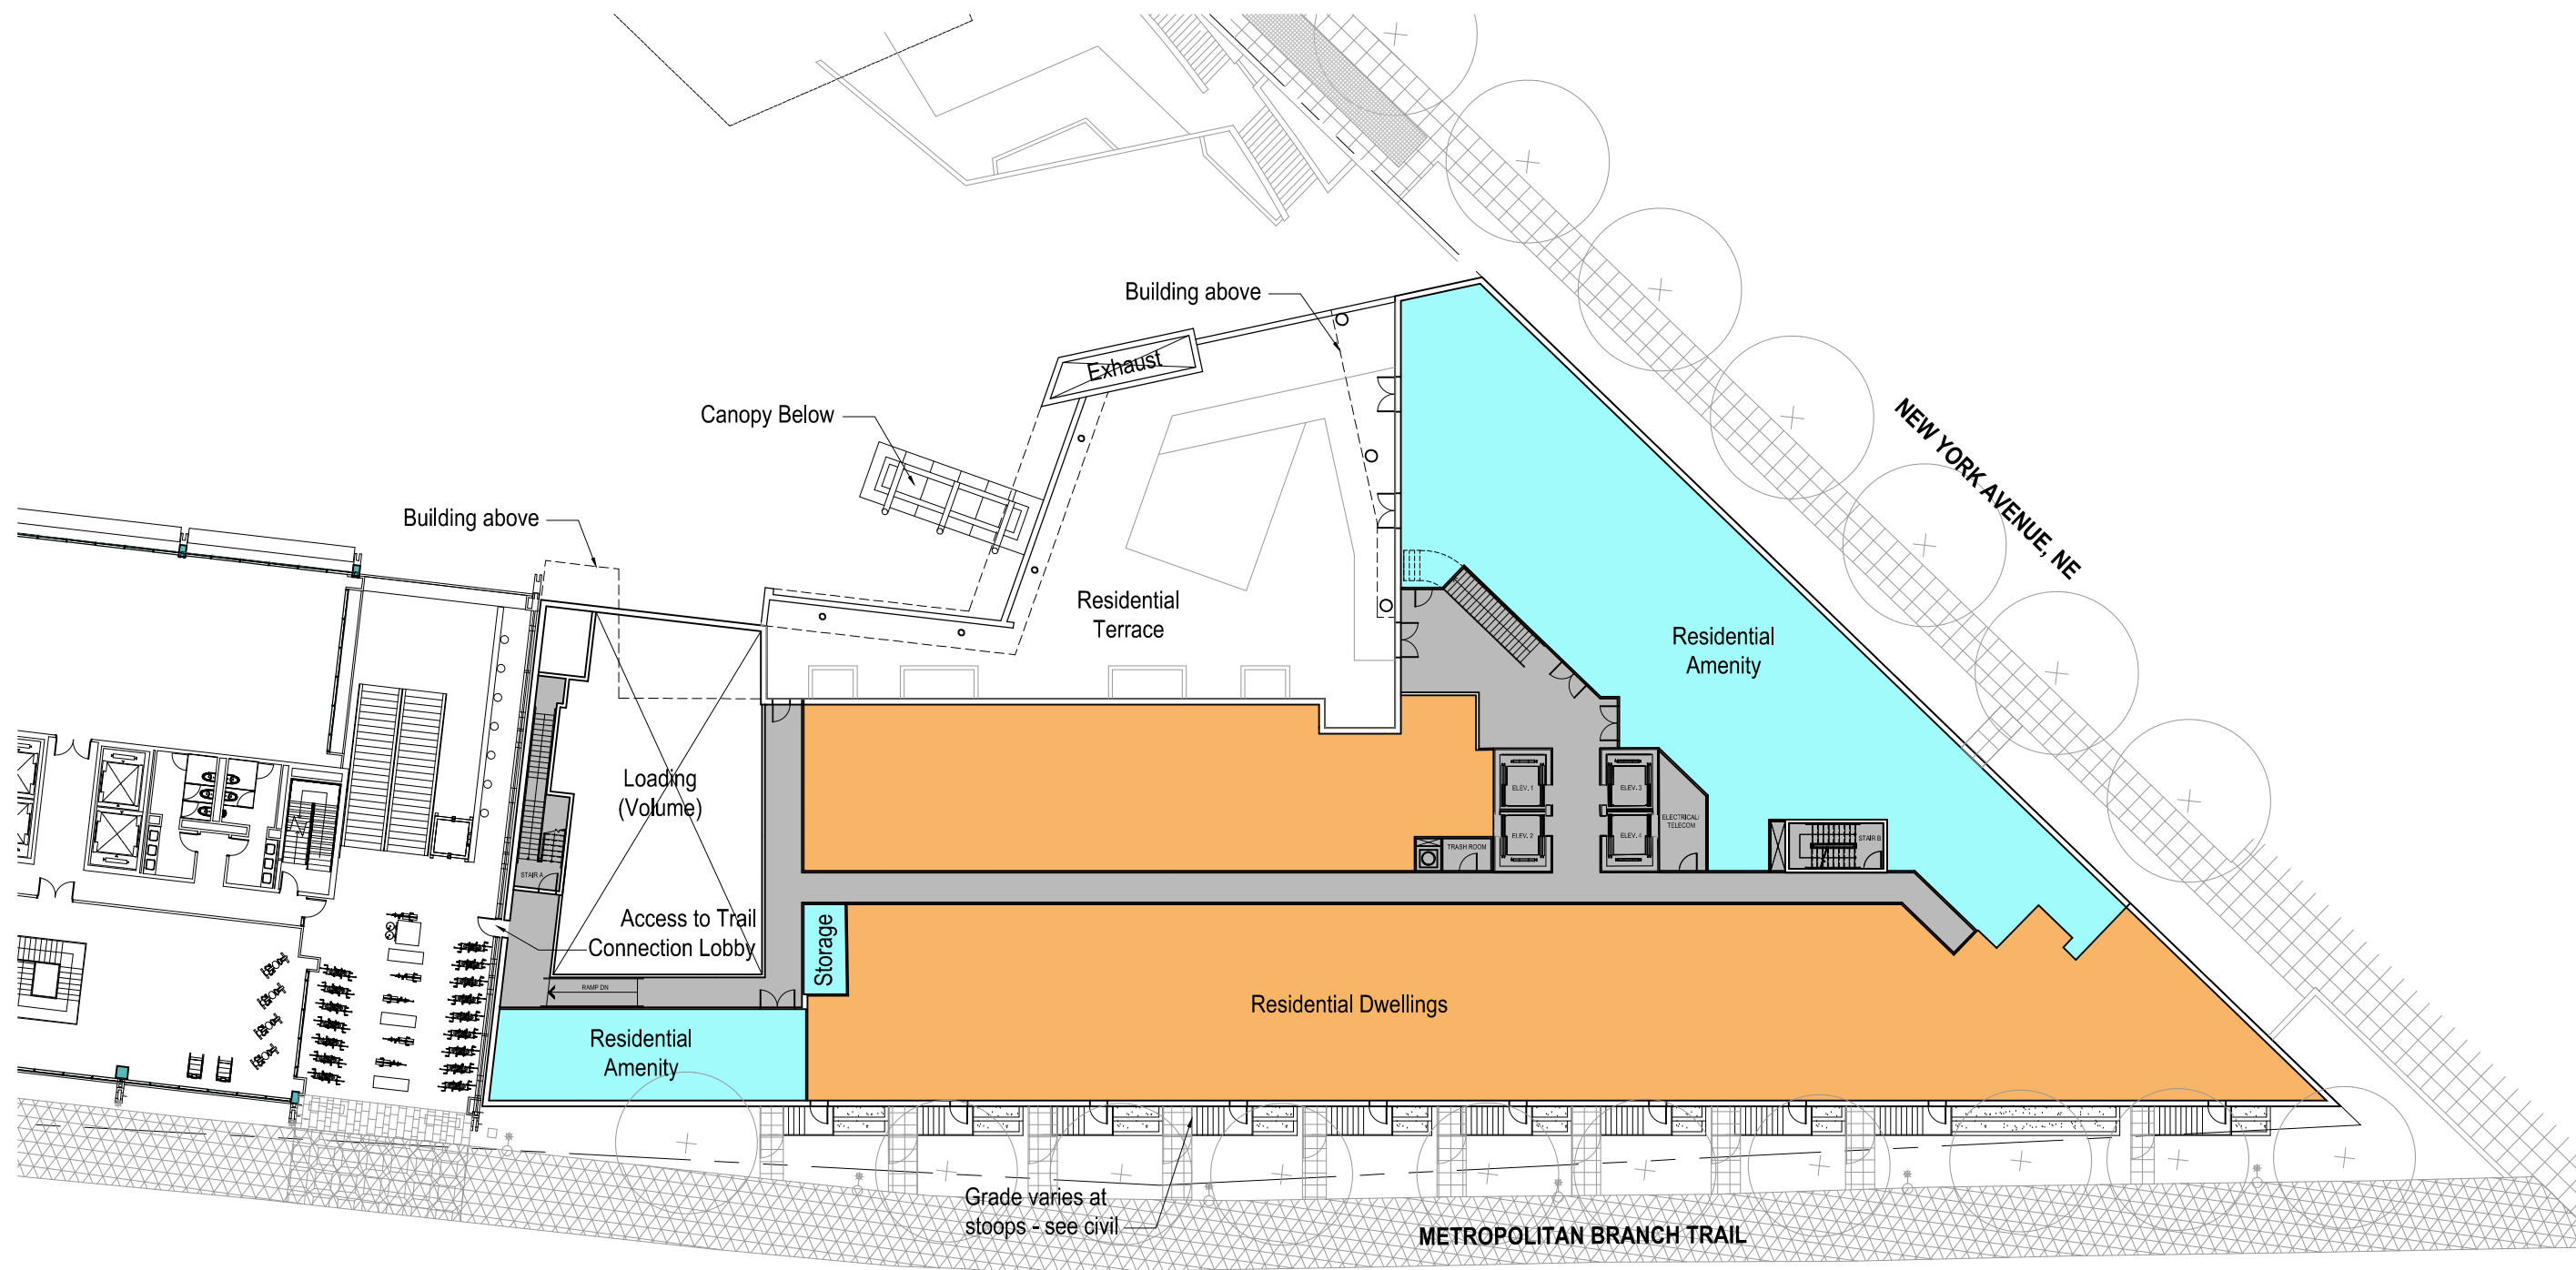 Building above
Exhaust
Canopy Below
NEW YORK AVENUE, NE
Building above
Residential
Terrace
Residential
Amenity
Loading
(Volume)
ELEV. 1
ELEV. 3
ELECTRICAL/
TELECOM
ELEV. 2
ELEV. 4
TRASH ROOM
STAIR B
STAIR A
Access to Trail
Connection Lobby
Storage
RAMP DN
Residential Dwellings
Residential
Amenity
Grade varies at
stoops - see civil
METROPOLITAN BRANCH TRAIL